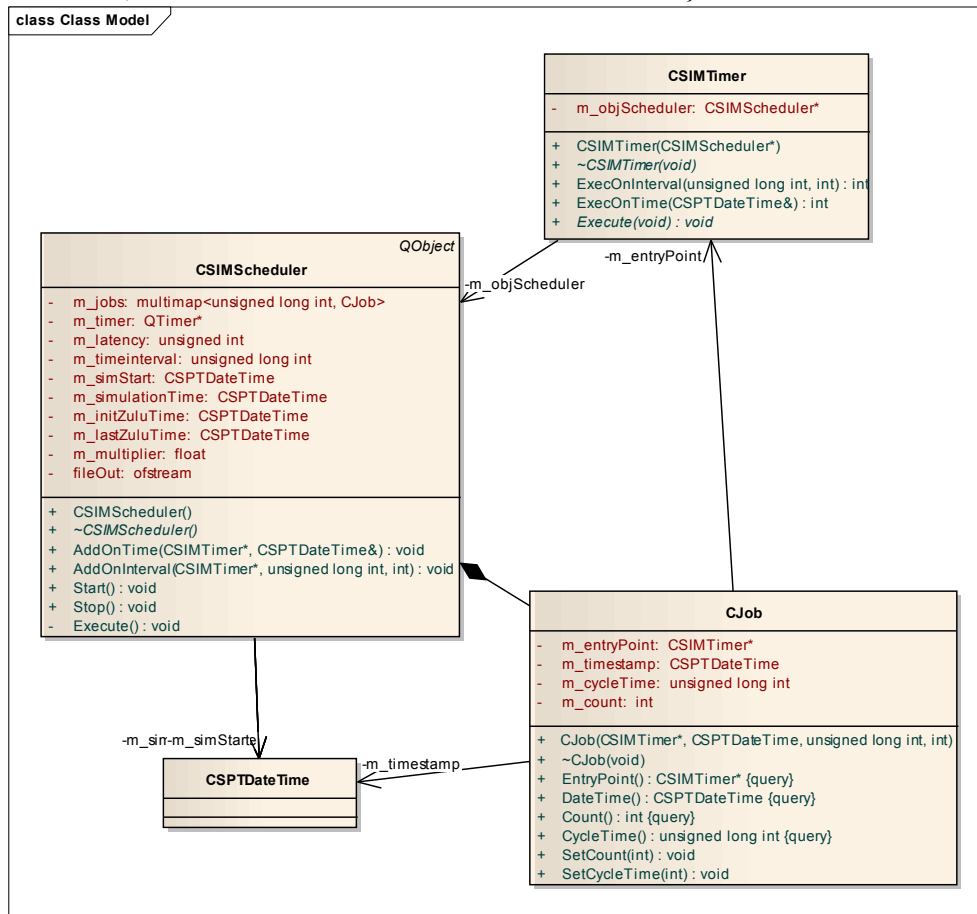 class Class Model
CSIMTimer
- m_objScheduler: CSIMScheduler*
+ CSIMTimer(CSIMScheduler*)
+ ~CSIMTimer(void)
+ ExecOnInterval(unsigned long int, int) : int
+ ExecOnTime(CSPTDateTime&) : int
+ Execute(void) : void
-m_entryPoint
-m_objScheduler
QObject
CSIMScheduler
- m_jobs: multimap<unsigned long int, CJob>
- m_timer: QTimer*
- m_latency: unsigned int
- m_timeinterval: unsigned long int
- m_simStart: CSPTDateTime
- m_simulationTime: CSPTDateTime
- m_initZuluTime: CSPTDateTime
- m_lastZuluTime: CSPTDateTime
- m_multiplier: float
- fileOut: ofstream
+ CSIMScheduler()
+ ~CSIMScheduler()
+ AddOnTime(CSIMTimer*, CSPTDateTime&) : void
+ AddOnInterval(CSIMTimer*, unsigned long int, int) : void
+ Start() : void
+ Stop() : void
- Execute() : void
CJob
- m_entryPoint: CSIMTimer*
- m_timestamp: CSPTDateTime
- m_cycleTime: unsigned long int
- m_count: int
+ CJob(CSIMTimer*, CSPTDateTime, unsigned long int, int)
+ ~CJob(void)
+ EntryPoint() : CSIMTimer* {query}
+ DateTime() : CSPTDateTime {query}
+ Count() : int {query}
+ CycleTime() : unsigned long int {query}
+ SetCount(int) : void
+ SetCycleTime(int) : void
-m_simStart
-m_timestamp
CSPTDateTime